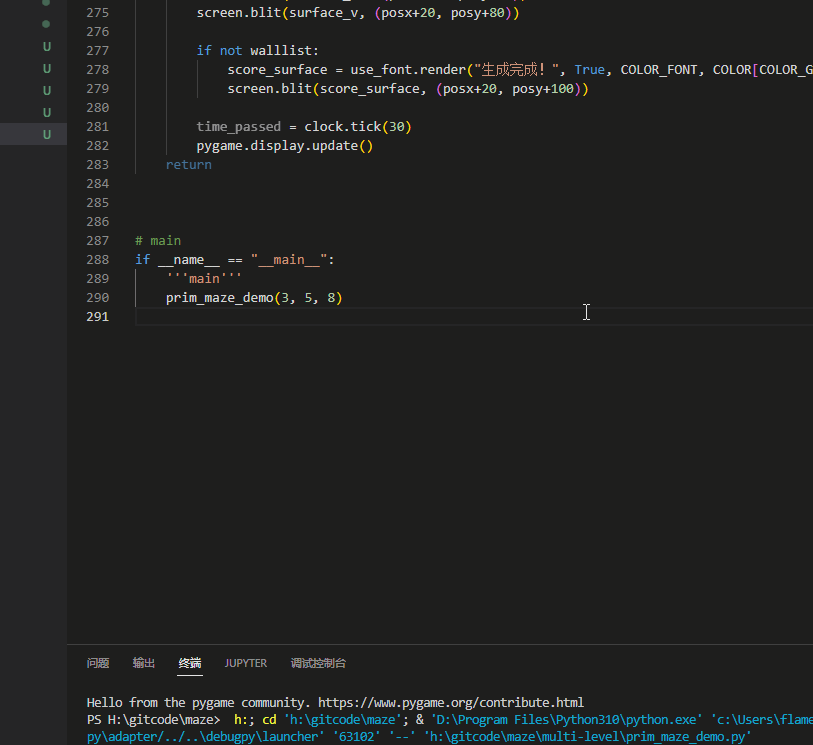 275 screen.blit(surface_v, (posx+20, posy+80))
276
277 if not walllist:
278 score_surface = use_font.render("生成完成！", True, COLOR_FONT, COLOR[COLOR_G
279 screen.blit(score_surface, (posx+20, posy+100))
280
281 time_passed = clock.tick(30)
282 pygame.display.update()
283 return
284
285
286
287 # main
288 if __name__ == "__main__":
289 '''main'''
290 prim_maze_demo(3, 5, 8)
291
U
U
U
U
U
问题 输出 终端 JUPYTER 调试控制台
Hello from the pygame community. https://www.pygame.org/contribute.html
PS H:\gitcode\maze> h:; cd 'h:\gitcode\maze'; & 'D:\Program Files\Python310\python.exe' 'c:\Users\flame
py\adapter/../..\debugpy\launcher' '63102' '--' 'h:\gitcode\maze\multi-level\prim_maze_demo.py'